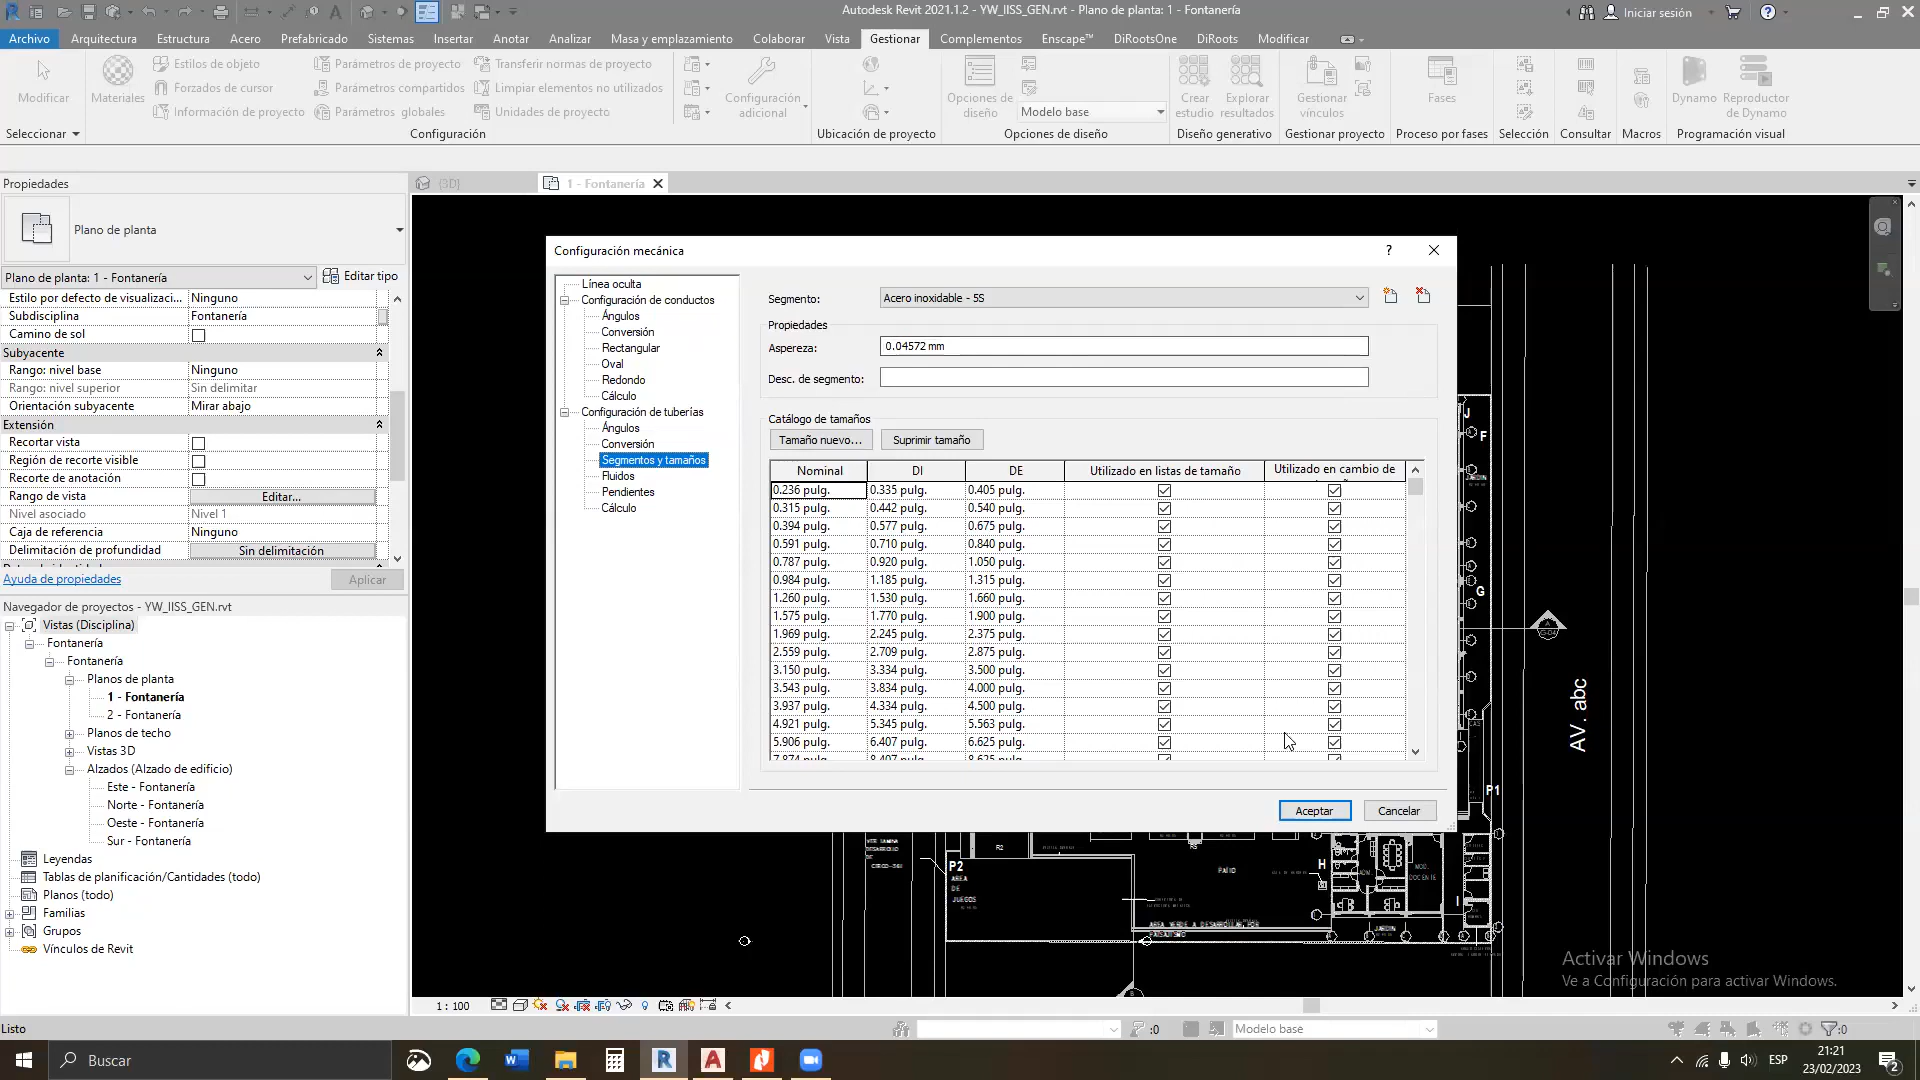 Autodesk Revit 2021.1.2 - YW_IISS_GEN.rvt - Plano de planta: 1 - Fontanería
Iniciar sesión
Archivo Arquitectura Estructura Acero Prefabricado Sistemas Insertar Anotar Analizar Masa y emplazamiento Colaborar Vista Gestionar Complementos Enscape™ DiRootsOne DiRoots Modificar
Modificar
Materiales
Estilos de objeto
Forzados de cursor
Información de proyecto
Parámetros de proyecto
Parámetros compartidos
Parámetros globales
Transferir normas de proyecto
Limpiar elementos no utilizados
Unidades de proyecto
Configuración adicional
Opciones de diseño
Modelo base
Crear estudio
Explorar resultados
Gestionar vínculos
Fases
Dynamo
Reproductor de Dynamo
Seleccionar
Configuración
Ubicación de proyecto
Opciones de diseño
Diseño generativo
Gestionar proyecto
Proceso por fases
Selección
Consultar
Macros
Programación visual
Propiedades
{3D}
1 - Fontanería
Plano de planta
Plano de planta: 1 - Fontanería
Editar tipo
Estilo por defecto de visualizaci... Ninguno
Subdisciplina Fontanería
Camino de sol
Subyacente
Rango: nivel base Ninguno
Rango: nivel superior Sin delimitar
Orientación subyacente Mirar abajo
Extensión
Recortar vista
Región de recorte visible
Recorte de anotación
Rango de vista Editar...
Nivel asociado Nivel 1
Caja de referencia Ninguno
Delimitación de profundidad Sin delimitación
Ayuda de propiedades
Aplicar
Navegador de proyectos - YW_IISS_GEN.rvt
Vistas (Disciplina)
Fontanería
Fontanería
Planos de planta
1 - Fontanería
2 - Fontanería
Planos de techo
Vistas 3D
Alzados (Alzado de edificio)
Este - Fontanería
Norte - Fontanería
Oeste - Fontanería
Sur - Fontanería
Leyendas
Tablas de planificación/Cantidades (todo)
Planos (todo)
Familias
Grupos
Vínculos de Revit
Configuración mecánica
?
Línea oculta
Configuración de conductos
Ángulos
Conversión
Rectangular
Oval
Redondo
Cálculo
Configuración de tuberías
Ángulos
Conversión
Segmentos y tamaños
Fluidos
Pendientes
Cálculo
Segmento: Acero inoxidable - 5S
Propiedades
Aspereza: 0.04572 mm
Desc. de segmento:
Catálogo de tamaños
Tamaño nuevo... Suprimir tamaño
Nominal DI DE Utilizado en listas de tamaño Utilizado en cambio de
0.236 pulg. 0.335 pulg. 0.405 pulg.
0.315 pulg. 0.442 pulg. 0.540 pulg.
0.394 pulg. 0.577 pulg. 0.675 pulg.
0.591 pulg. 0.710 pulg. 0.840 pulg.
0.787 pulg. 0.920 pulg. 1.050 pulg.
0.984 pulg. 1.185 pulg. 1.315 pulg.
1.260 pulg. 1.530 pulg. 1.660 pulg.
1.575 pulg. 1.770 pulg. 1.900 pulg.
1.969 pulg. 2.245 pulg. 2.375 pulg.
2.559 pulg. 2.709 pulg. 2.875 pulg.
3.150 pulg. 3.334 pulg. 3.500 pulg.
3.543 pulg. 3.834 pulg. 4.000 pulg.
3.937 pulg. 4.334 pulg. 4.500 pulg.
4.921 pulg. 5.345 pulg. 5.563 pulg.
5.906 pulg. 6.407 pulg. 6.625 pulg.
7.874 pulg. 8.407 pulg. 8.625 pulg.
Aceptar Cancelar
J
F
G
AV. abc
P1
P2
AREA
DE
JUEGOS
R2
PATIO
H
I
JARDIN
AREA VERDE A DESARROLLAR POR
PAISAJISMO
Activar Windows
Ve a Configuración para activar Windows.
1 : 100
Listo
:0
Modelo base
:0
Buscar
ESP
21:21
23/02/2023
2